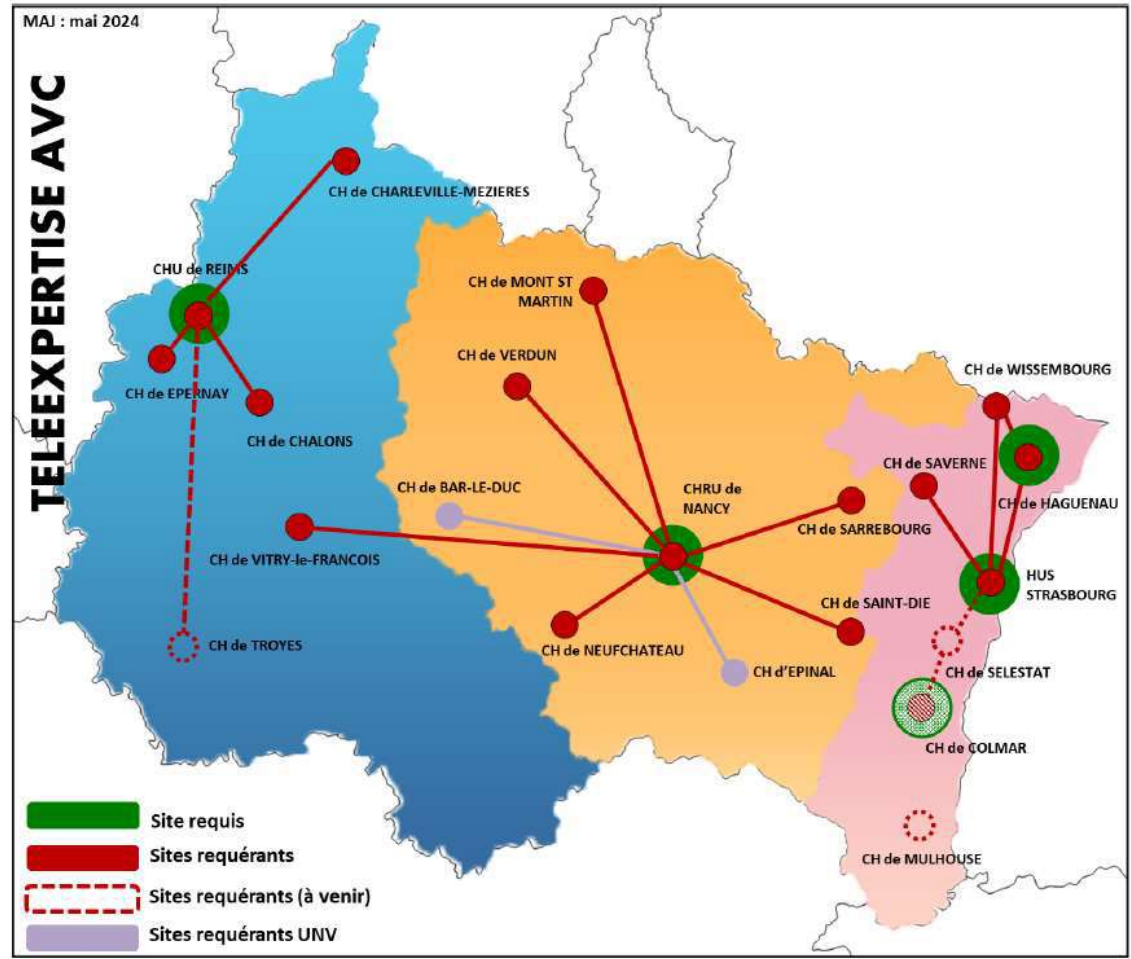 MAJ : mai 2024
TELEEXPERTISE AVC
CH de CHARLEVILLE-MEZIERES
CHU de REIMS
CH de EPERNAY
CH de CHALONS
CH de VITRY-le-FRANCOIS
CH de TROYES
CH de MONT ST
MARTIN
CH de VERDUN
CH de BAR-LE-DUC
CHRU de
NANCY
CH de SARREBOURG
CH de SAINT-DIE
CH de NEUFCHATEAU
CH d'EPINAL
CH de WISSEMBOURG
CH de SAVERNE
CH de HAGUENAU
HUS
STRASBOURG
CH de SELESTAT
CH de COLMAR
CH de MULHOUSE
Site requis
Sites requérants
Sites requérants (à venir)
Sites requérants UNV